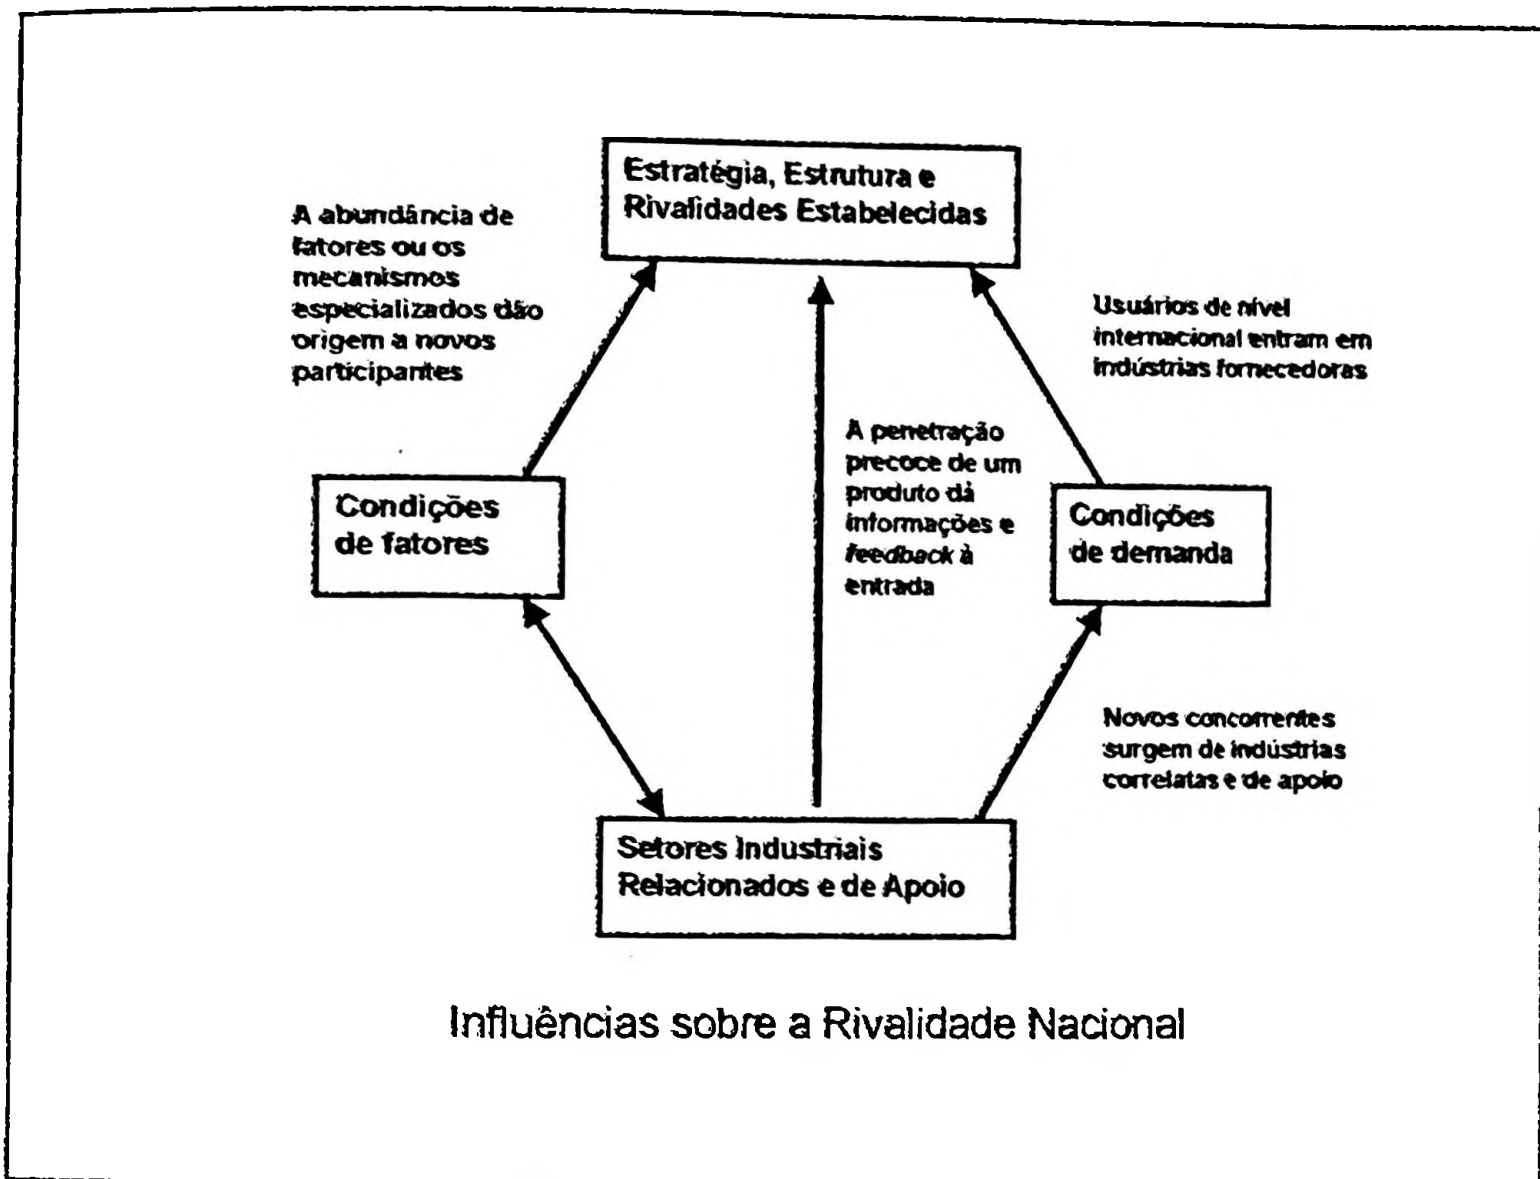 Estratégia, Estrutura e
Rivalidades Estabelecidas
A abundância de
fatores ou os
mecanismos
especializados dão
origem a novos
participantes
Usuários de nível
internacional entram em
indústrias fornecedoras
A penetração
precoce de um
produto dá
informações e
feedback à
entrada
Condições
de fatores
Condições
de demanda
Novos concorrentes
surgem de indústrias
correlatas e de apoio
Setores Industriais
Relacionados e de Apoio
Influências sobre a Rivalidade Nacional